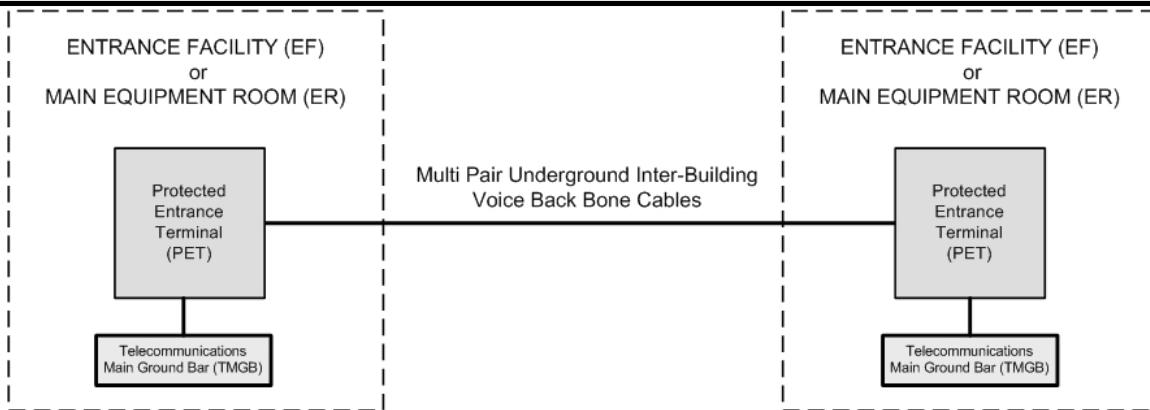 ENTRANCE FACILITY (EF)
or
MAIN EQUIPMENT ROOM (ER)
Protected
Entrance
Terminal
(PET)
Telecommunications
Main Ground Bar (TMGB)
Multi Pair Underground Inter-Building
Voice Back Bone Cables
ENTRANCE FACILITY (EF)
or
MAIN EQUIPMENT ROOM (ER)
Protected
Entrance
Terminal
(PET)
Telecommunications
Main Ground Bar (TMGB)